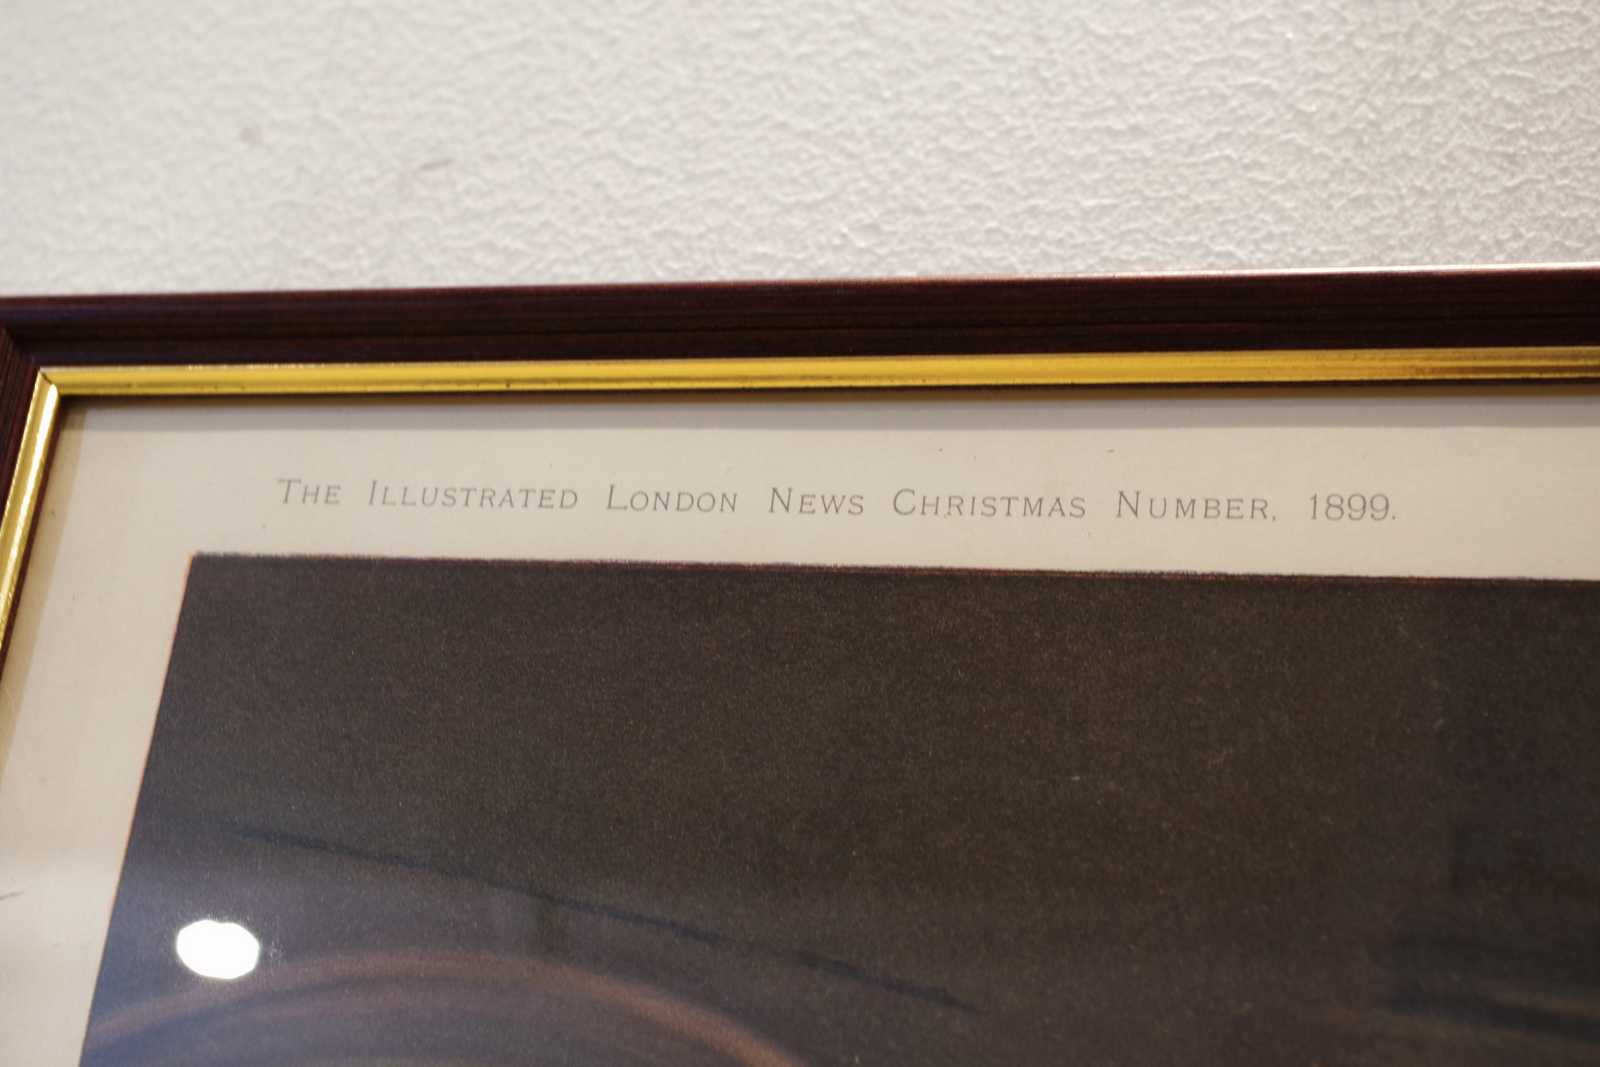 The Illustrated London News Christmas Number, 1899.